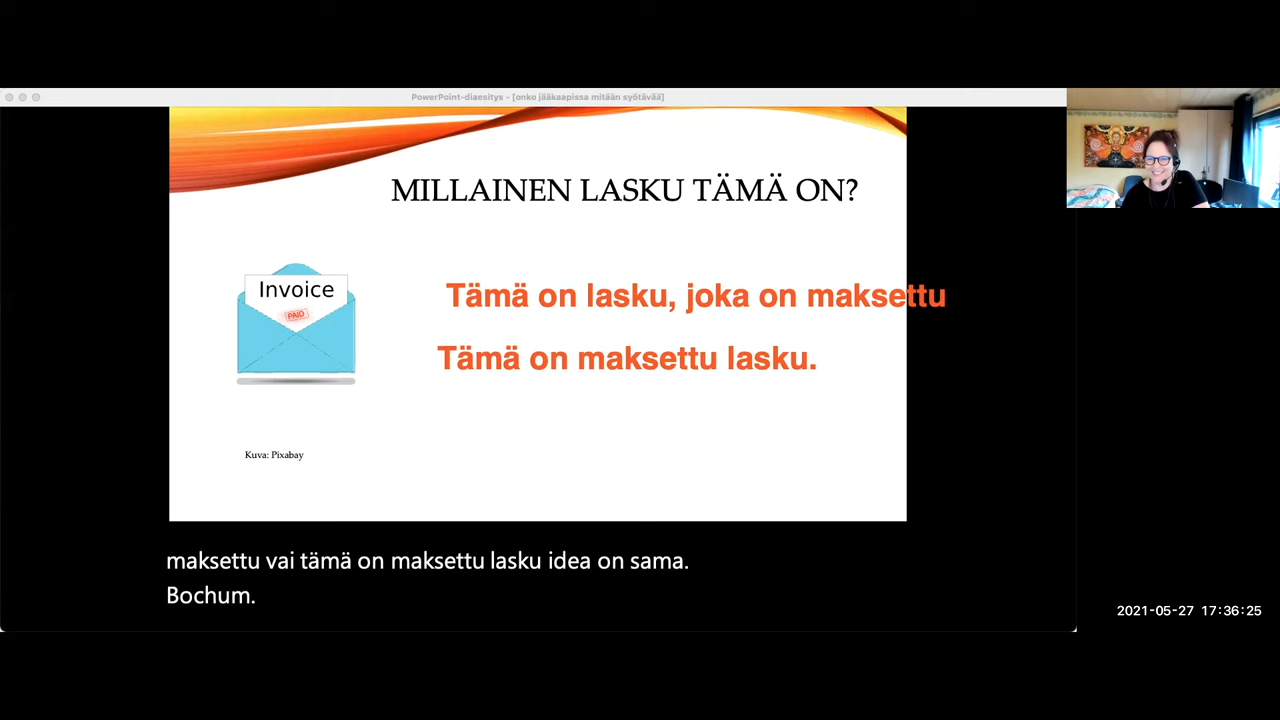 PowerPoint-diaesitys - [onko jääkaapissa mitään syötävää]
MILLAINEN LASKU TÄMÄ ON?
Invoice
PAID
Tämä on lasku, joka on maksettu
Tämä on maksettu lasku.
Kuva: Pixabay
maksettu vai tämä on maksettu lasku idea on sama.
Bochum.
2021-05-27 17:36:25